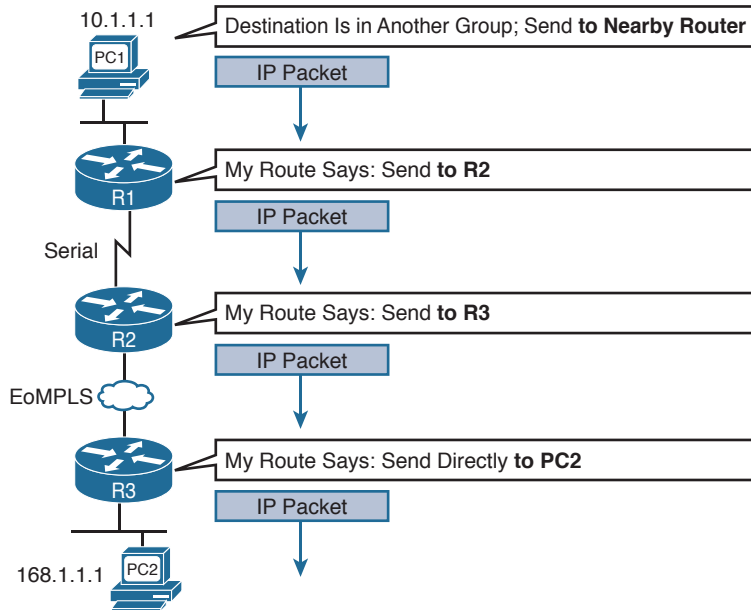 10.1.1.1
PC1
Destination Is in Another Group; Send to Nearby Router
IP Packet
R1
My Route Says: Send to R2
IP Packet
Serial
R2
My Route Says: Send to R3
IP Packet
EoMPLS
R3
My Route Says: Send Directly to PC2
IP Packet
168.1.1.1
PC2